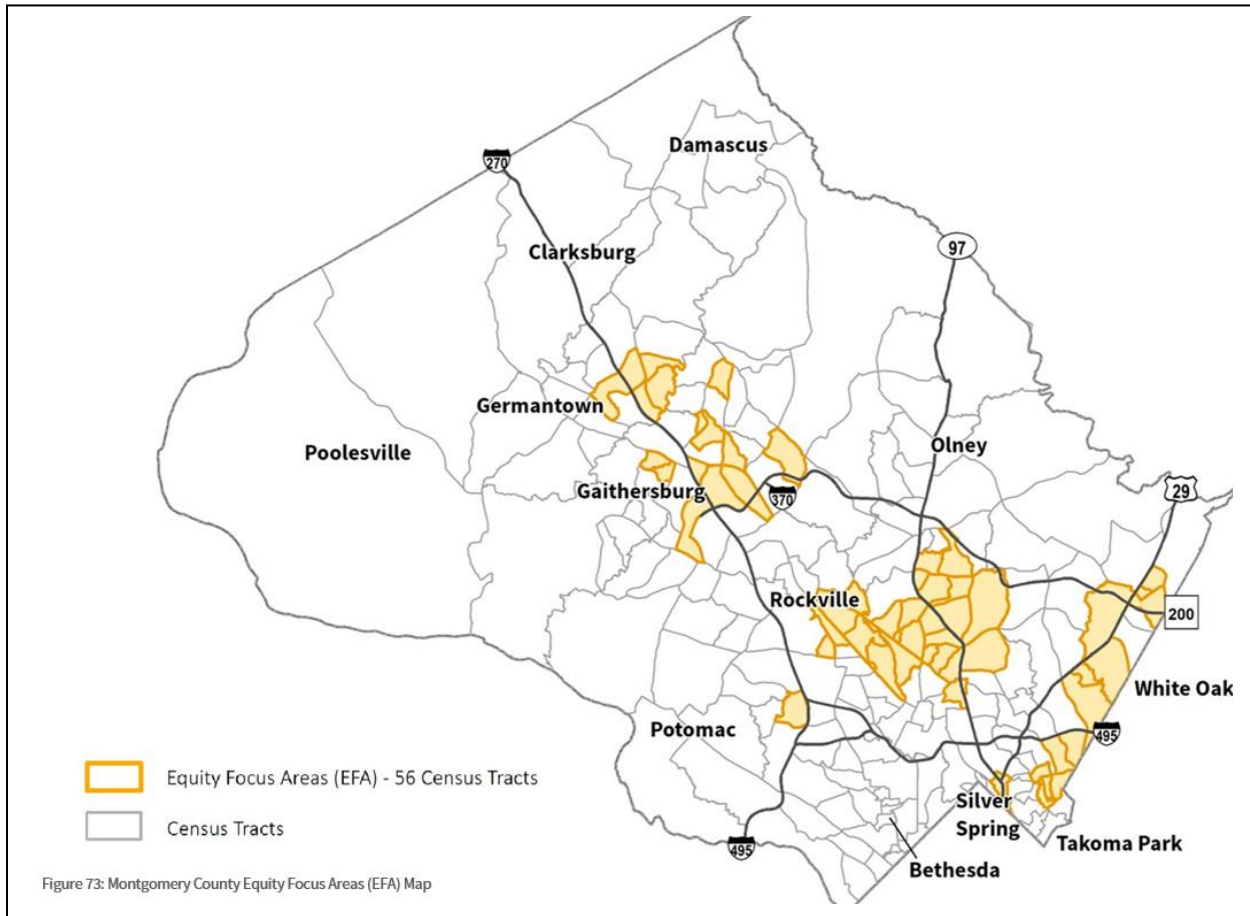 Damascus
270
Clarksburg
97
Germantown
Olney
Poolesville
Gaithersburg
370
29
Rockville
200
White Oak
Potomac
495
Equity Focus Areas (EFA) - 56 Census Tracts
Silver
Spring
Census Tracts
Takoma Park
495
Bethesda
Figure 73: Montgomery County Equity Focus Areas (EFA) Map